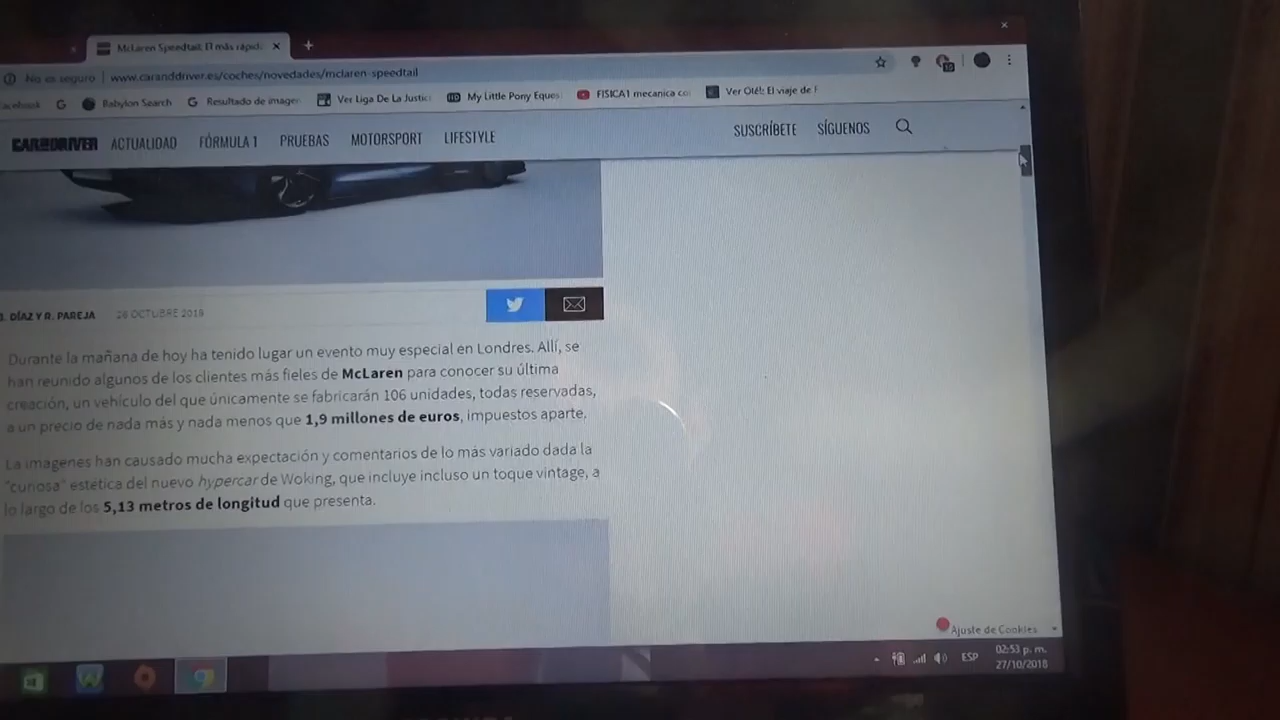 McLaren Speedtail: El más rápid
No es seguro | www.caranddriver.es/coches/novedades/mclaren-speedtail
Facebook Babylon Search Resultado de imager Ver Liga De La Justic My Little Pony Eques FISICA1 mecanica co Ver Olé!: El viaje de F
CAR AND DRIVER ACTUALIDAD FÓRMULA 1 PRUEBAS MOTORSPORT LIFESTYLE SUSCRÍBETE SÍGUENOS
DÍAZ Y R. PAREJA 26 OCTUBRE 2018
Durante la mañana de hoy ha tenido lugar un evento muy especial en Londres. Allí, se
han reunido algunos de los clientes más fieles de McLaren para conocer su última
creación, un vehículo del que únicamente se fabricarán 106 unidades, todas reservadas,
a un precio de nada más y nada menos que 1,9 millones de euros, impuestos aparte.
La imagenes han causado mucha expectación y comentarios de lo más variado dada la
"curiosa" estética del nuevo hypercar de Woking, que incluye incluso un toque vintage, a
lo largo de los 5,13 metros de longitud que presenta.
Ajuste de Cookies
ESP 02:53 p. m.
27/10/2018